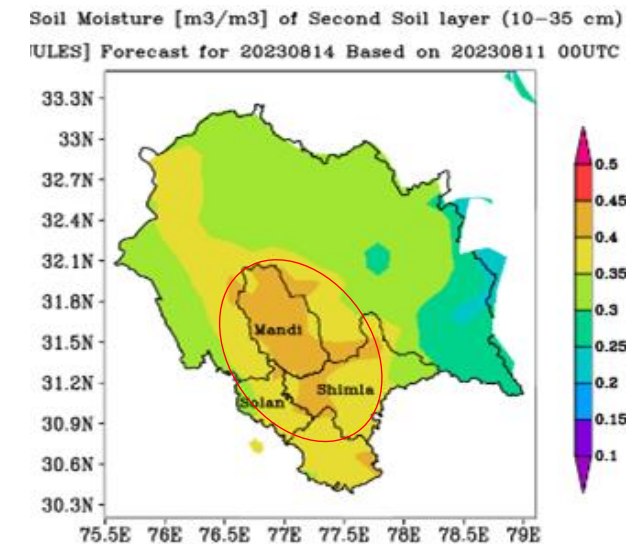 Soil Moisture [m3/m3] of Second Soil layer (10-35 cm)
JULES] Forecast for 20230814 Based on 20230811 00UTC
33.3N
33N
32.7N
32.4N
32.1N
31.8N
31.5N
31.2N
30.9N
30.6N
30.3N
Mandi
Shimla
Solan
75.5E 76E 76.5E 77E 77.5E 78E 78.5E 79E
0.5
0.45
0.4
0.35
0.3
0.25
0.2
0.15
0.1